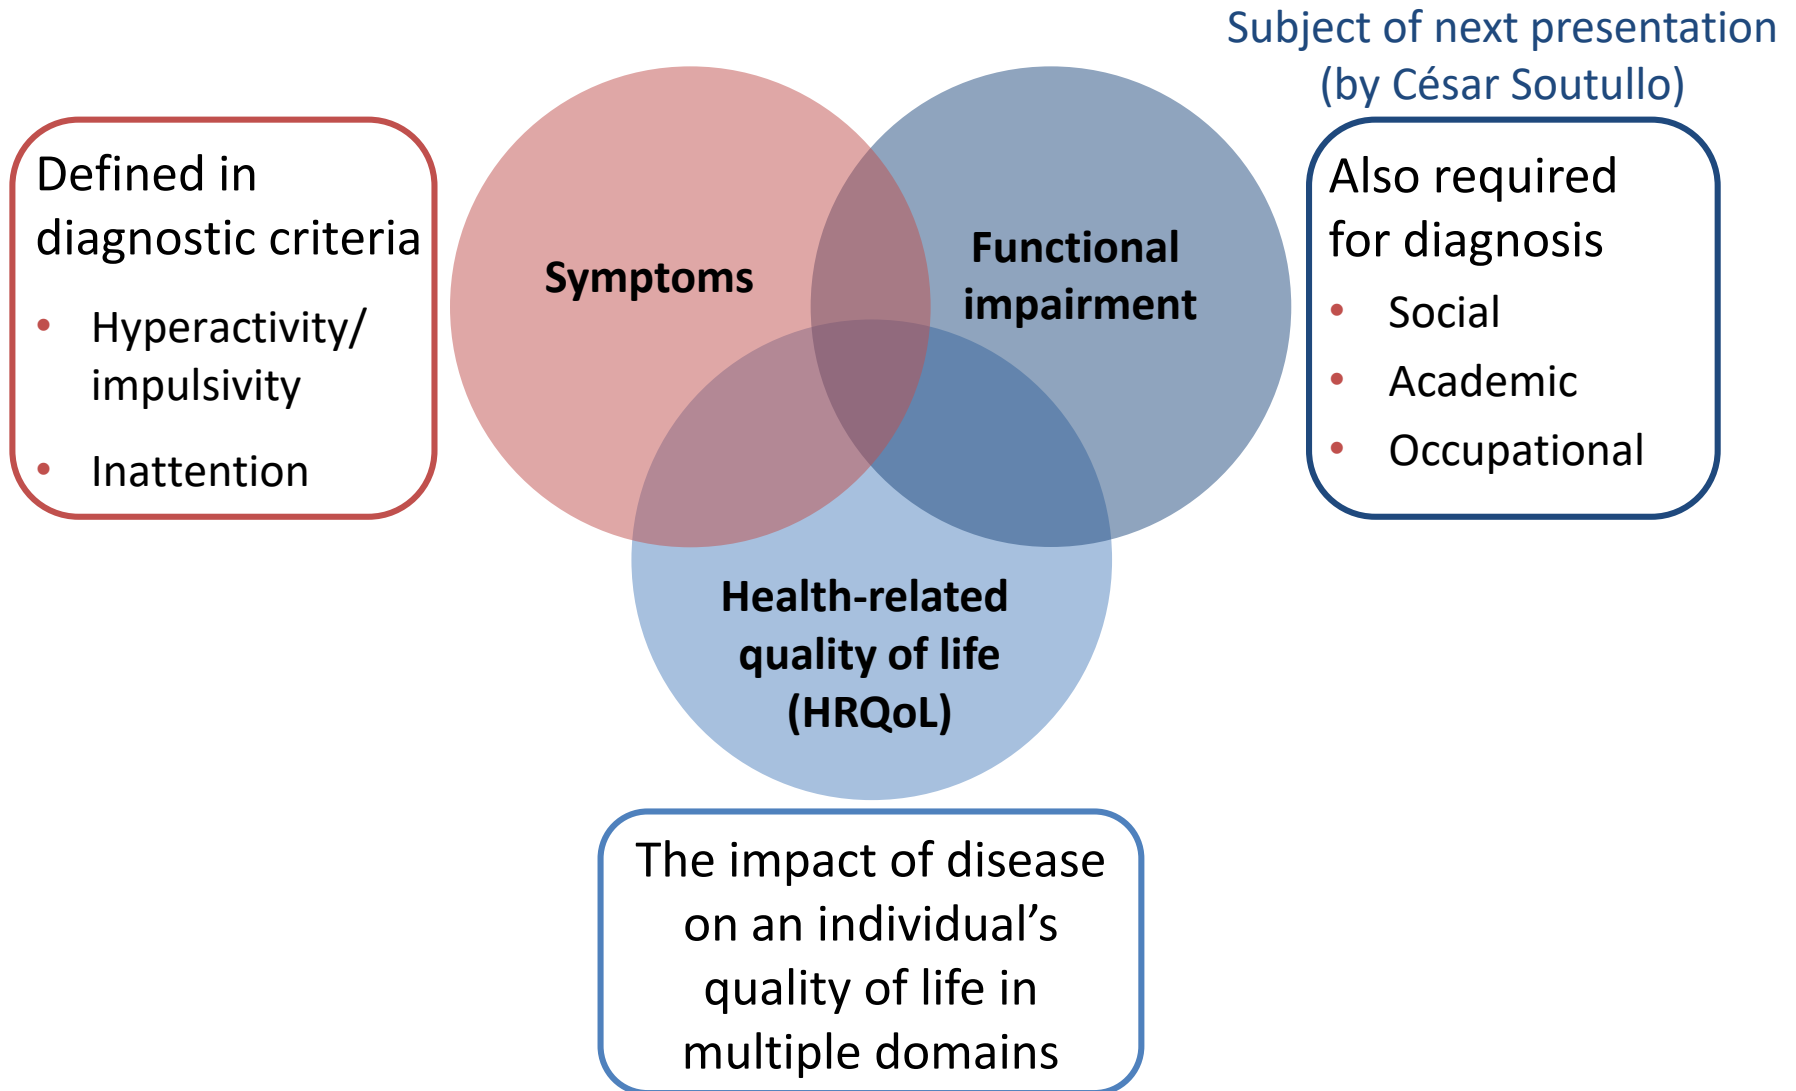 Subject of next presentation
(by César Soutullo)
Defined in
diagnostic criteria
• Hyperactivity/
impulsivity
• Inattention
Symptoms
Functional
impairment
Also required
for diagnosis
• Social
• Academic
• Occupational
Health-related
quality of life
(HRQoL)
The impact of disease
on an individual’s
quality of life in
multiple domains